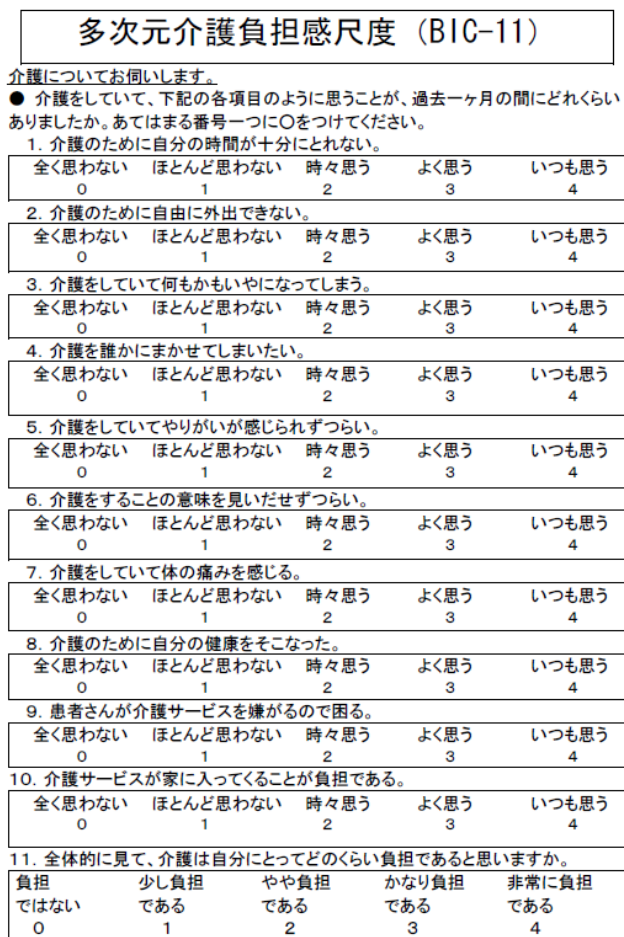 多次元介護負担感尺度（BIC-11）
介護についてお伺いします。
● 介護をしていて、下記の各項目のように思うことが、過去一ヶ月の間にどれくらい
ありましたか。あてはまる番号一つに〇をつけてください。
1．介護のために自分の時間が十分にとれない。
全く思わない ほとんど思わない 時々思う よく思う いつも思う
0 1 2 3 4
2．介護のために自由に外出できない。
全く思わない ほとんど思わない 時々思う よく思う いつも思う
0 1 2 3 4
3．介護をしていて何もかもいやになってしまう。
全く思わない ほとんど思わない 時々思う よく思う いつも思う
0 1 2 3 4
4．介護を誰かにまかせてしまいたい。
全く思わない ほとんど思わない 時々思う よく思う いつも思う
0 1 2 3 4
5．介護をしていてやりがいが感じられずつらい。
全く思わない ほとんど思わない 時々思う よく思う いつも思う
0 1 2 3 4
6．介護をすることの意味を見いだせずつらい。
全く思わない ほとんど思わない 時々思う よく思う いつも思う
0 1 2 3 4
7．介護をしていて体の痛みを感じる。
全く思わない ほとんど思わない 時々思う よく思う いつも思う
0 1 2 3 4
8．介護のために自分の健康をそこなった。
全く思わない ほとんど思わない 時々思う よく思う いつも思う
0 1 2 3 4
9．患者さんが介護サービスを嫌がるので困る。
全く思わない ほとんど思わない 時々思う よく思う いつも思う
0 1 2 3 4
10．介護サービスが家に入ってくることが負担である。
全く思わない ほとんど思わない 時々思う よく思う いつも思う
0 1 2 3 4
11．全体的に見て、介護は自分にとってどのくらい負担であると思いますか。
負担 少し負担 やや負担 かなり負担 非常に負担
ではない である である である である
0 1 2 3 4